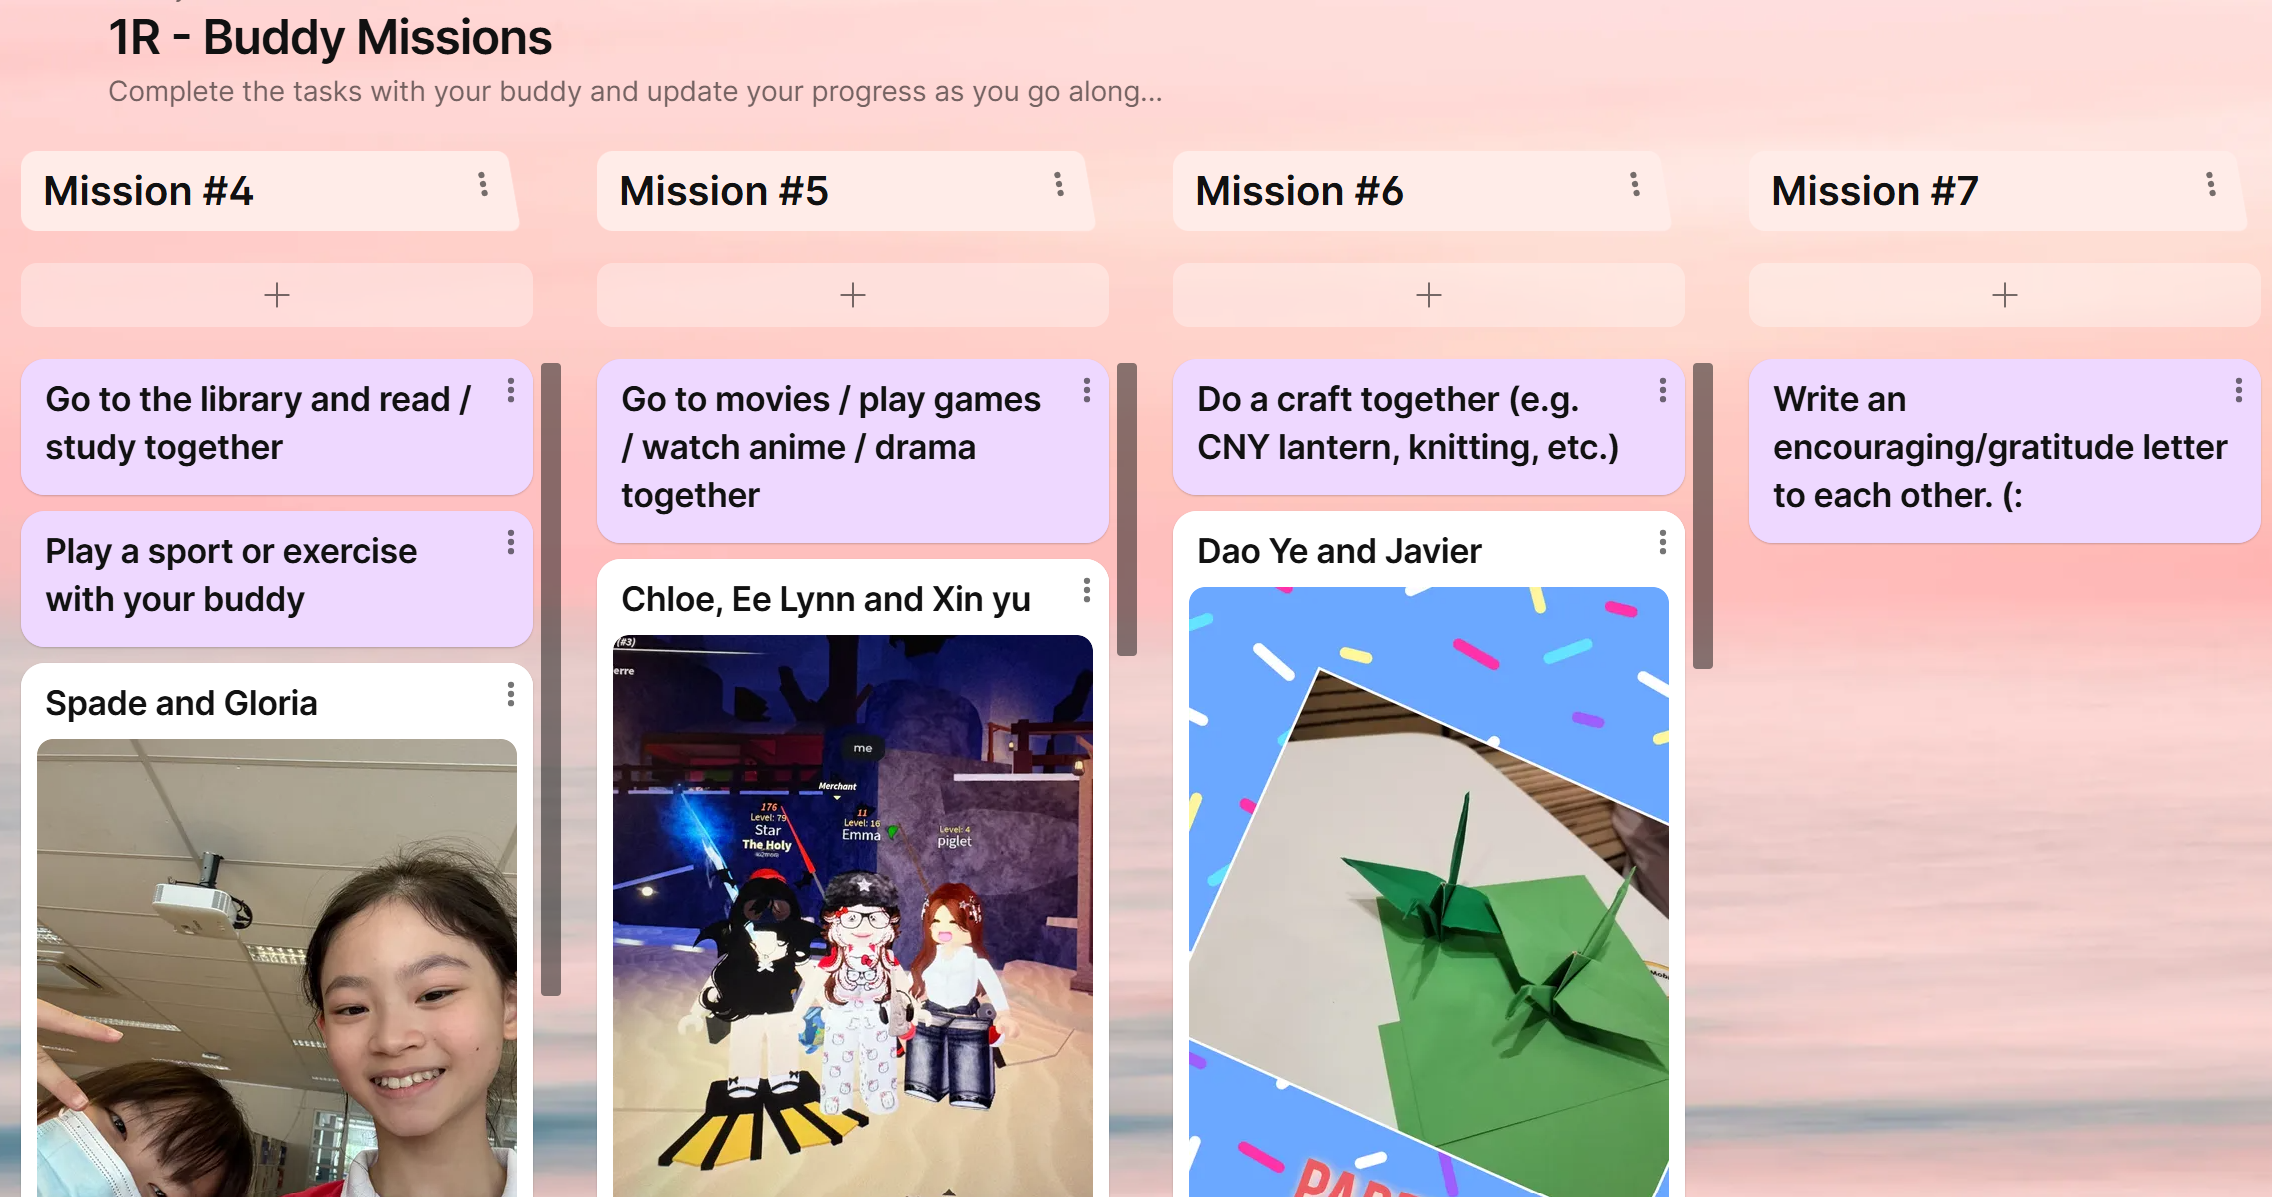 1R - Buddy Missions
Complete the tasks with your buddy and update your progress as you go along...
Mission #4
Go to the library and read /
study together
Play a sport or exercise
with your buddy
Spade and Gloria
Mission #5
Go to movies / play games
/ watch anime / drama
together
Chloe, Ee Lynn and Xin yu
(#3)
erre
me
Merchant
176
Level: 79
Star
The Holy
11
Level: 16
Emma
Level: 4
piglet
Mission #6
Do a craft together (e.g.
CNY lantern, knitting, etc.)
Dao Ye and Javier
Mission #7
Write an
encouraging/gratitude letter
to each other. (: